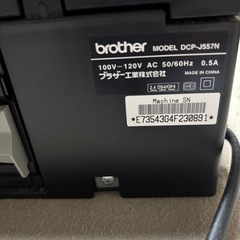 brother MODEL DCP-J557N
100V-120V AC 50/60Hz 0.5A
ブラザー工業株式会社
MADE IN CHINA
Machine SN
*E73543G4F230891*